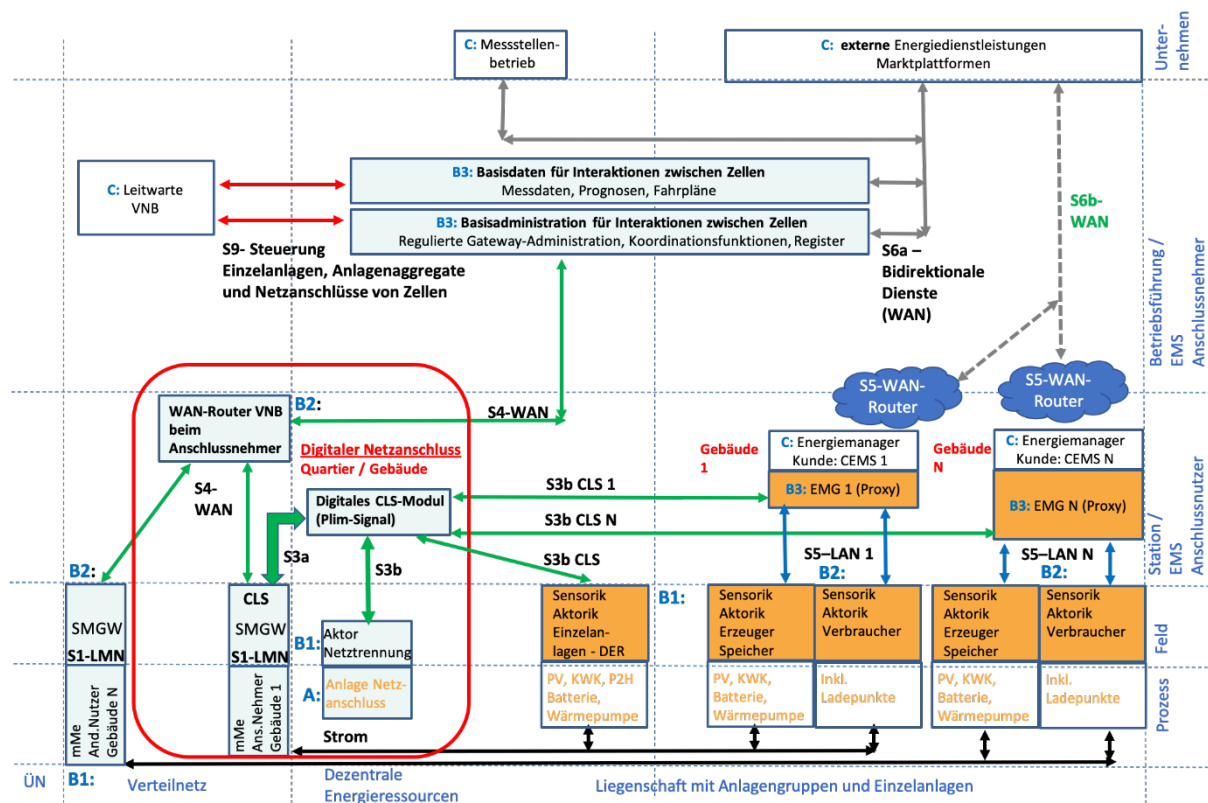 C: Messstellen-
betrieb
C: externe Energiedienstleistungen
Marktplattformen
Unter-
nehmen
C: Leitwarte
VNB
B3: Basisdaten für Interaktionen zwischen Zellen
Messdaten, Prognosen, Fahrpläne
B3: Basisadministration für Interaktionen zwischen Zellen
Regulierte Gateway-Administration, Koordinationsfunktionen, Register
S9- Steuerung
Einzelanlagen, Anlagenaggregate
und Netzanschlüsse von Zellen
S6a –
Bidirektionale
Dienste
(WAN)
S6b-
WAN
Betriebsführung /
EMS
Anschlussnehmer
S5-WAN-
Router
S5-WAN-
Router
WAN-Router VNB
beim
Anschlussnehmer
B2:
S4-WAN
Digitaler Netzanschluss
Quartier / Gebäude
Gebäude
1
C: Energiemanager
Kunde: CEMS 1
B3: EMG 1 (Proxy)
Gebäude
N
C: Energiemanager
Kunde: CEMS N
B3: EMG N (Proxy)
Station /
EMS
Anschlussnutzer
S4-
WAN
Digitales CLS-Modul
(Plim-Signal)
S3b CLS 1
S3b CLS N
S3a
S3b
S3b CLS
S5–LAN 1
B2:
S5–LAN N
B2:
B2:
SMGW
S1-LMN
CLS
SMGW
S1-LMN
B1:
Aktor
Netztrennung
Sensorik
Aktorik
Einzelan-
lagen - DER
B1:
Sensorik
Aktorik
Erzeuger
Speicher
Sensorik
Aktorik
Verbraucher
Sensorik
Aktorik
Erzeuger
Speicher
Sensorik
Aktorik
Verbraucher
Feld
mMe
And.Nutzer
Gebäude N
mMe
Ans.Nehmer
Gebäude 1
A:
Anlage Netz-
anschluss
PV, KWK, P2H
Batterie,
Wärmepumpe
PV, KWK,
Batterie,
Wärmepumpe
Inkl.
Ladepunkte
PV, KWK,
Batterie,
Wärmepumpe
Inkl.
Ladepunkte
Prozess
Strom
ÜN
B1:
Verteilnetz
Dezentrale
Energieressourcen
Liegenschaft mit Anlagengruppen und Einzelanlagen